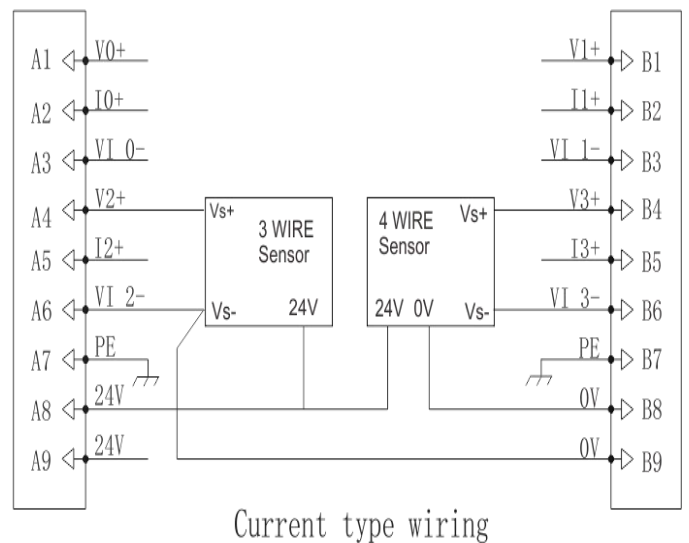 A1 V0+
A2 I0+
A3 VI 0-
A4 V2+
A5 I2+
A6 VI 2-
A7 PE
A8 24V
A9 24V
Vs+
3 WIRE
Sensor
Vs- 24V
4 WIRE Vs+
Sensor
24V 0V Vs-
V1+ B1
I1+ B2
VI 1- B3
V3+ B4
I3+ B5
VI 3- B6
PE B7
0V B8
0V B9
Current type wiring